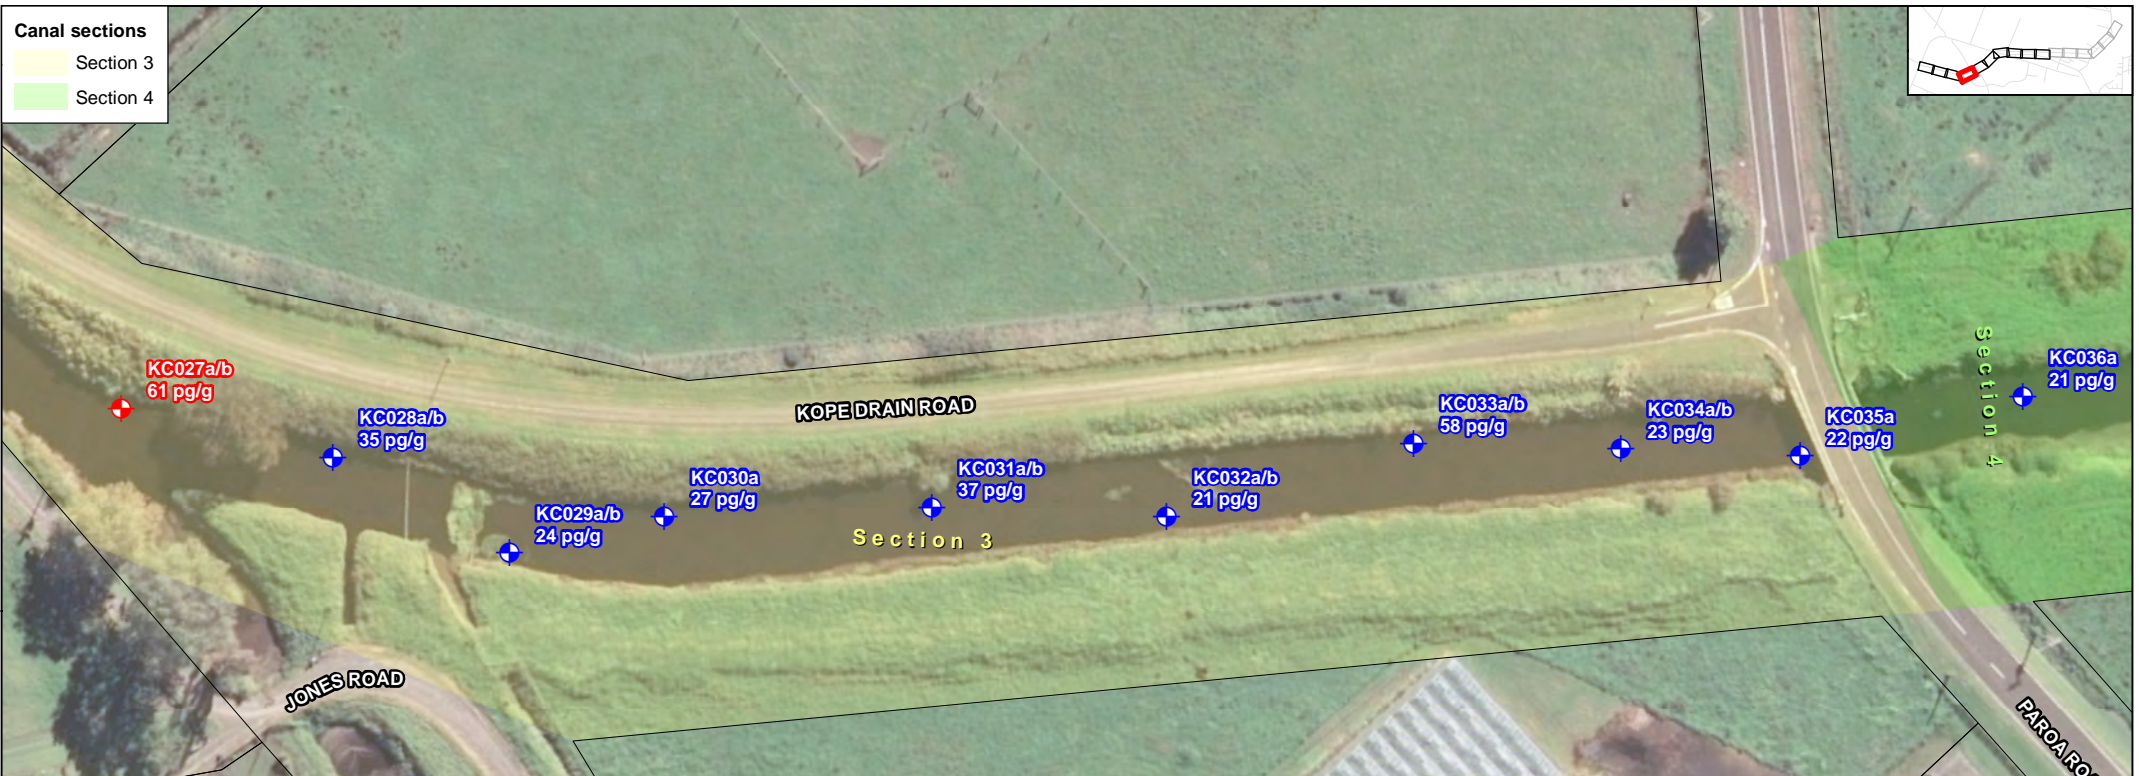 Canal sections
Section 3
Section 4
KC027a/b
61 pg/g
KC028a/b
35 pg/g
KC029a/b
24 pg/g
KC030a
27 pg/g
KC031a/b
37 pg/g
KC032a/b
21 pg/g
KC033a/b
58 pg/g
KC034a/b
23 pg/g
KC035a
22 pg/g
KC036a
21 pg/g
KOPE DRAIN ROAD
Section 3
Section 4
JONES ROAD
PAROA